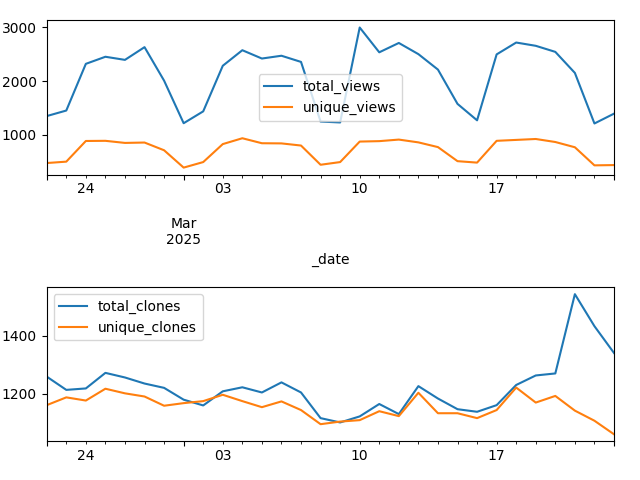 3000
2000
1000
total_views
unique_views
24
03
10
17
Mar
2025
_date
total_clones
unique_clones
1400
1200
24
03
10
17